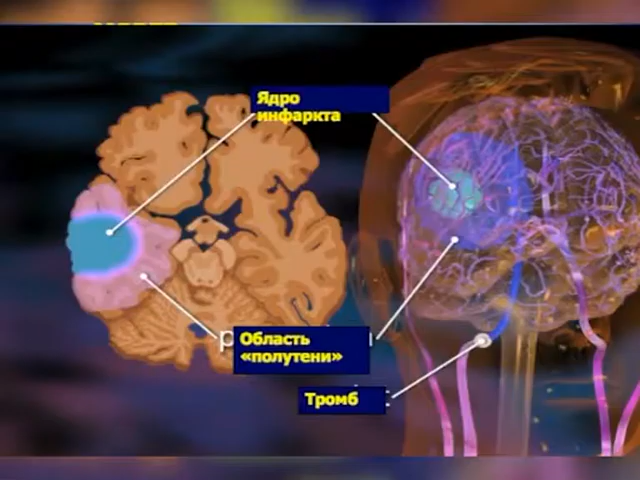 Ядро
инфаркта
Область
«полутени»
Тромб